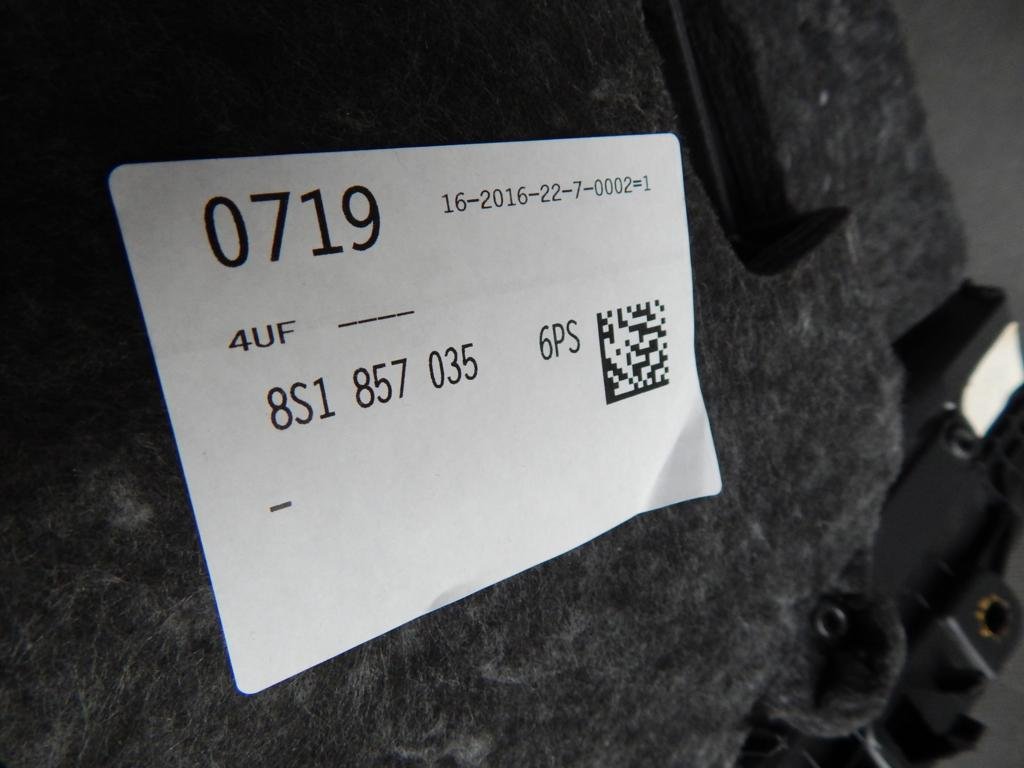 0719 16-2016-22-7-0002=1
4UF ----
8S1 857 035 6PS
-